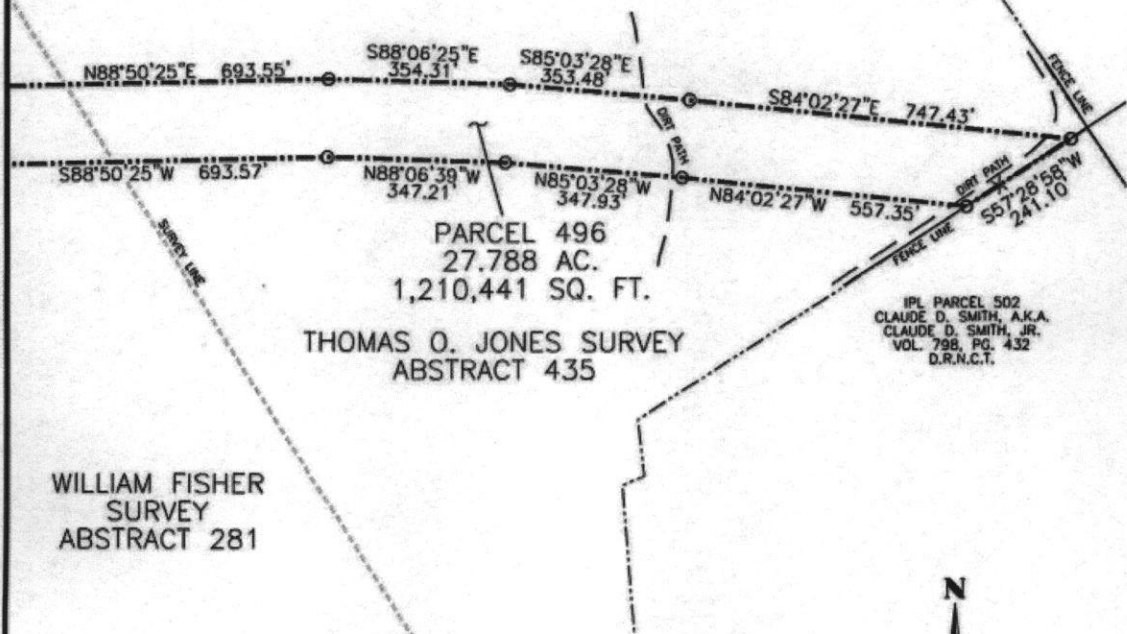 N88°50'25"E 693.55'
S88°06'25"E
354.31'
S85°03'28"E
353.48'
S84°02'27"E 747.43'
FENCE LINE
DIRT PATH
S88°50'25"W 693.57'
N88°06'39"W
347.21'
N85°03'28"W
347.93'
N84°02'27"W 557.35'
DIRT PATH
S57°28'58"W
241.10'
FENCE LINE
SURVEY LINE
PARCEL 496
27.788 AC.
1,210,441 SQ. FT.
THOMAS O. JONES SURVEY
ABSTRACT 435
IPL PARCEL 502
CLAUDE D. SMITH, A.K.A.
CLAUDE D. SMITH, JR.
VOL. 798, PG. 432
D.R.N.C.T.
WILLIAM FISHER
SURVEY
ABSTRACT 281
N